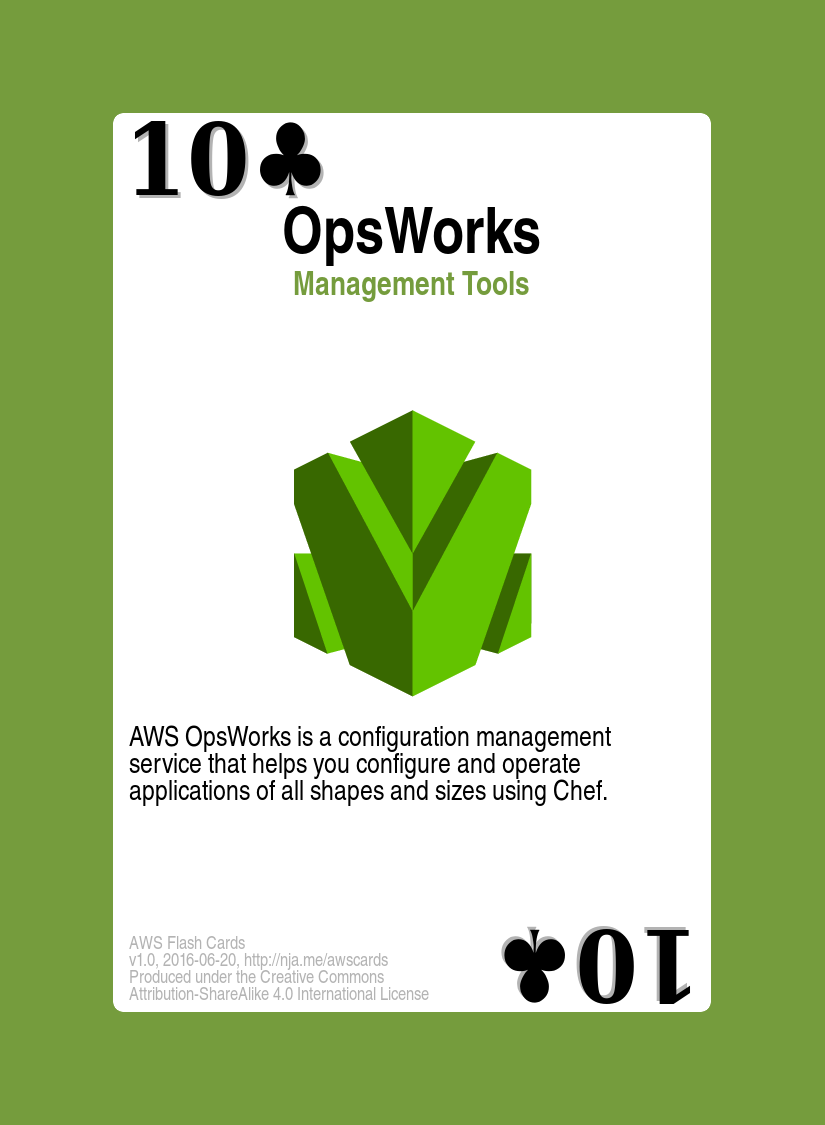 10♣
OpsWorks
Management Tools
AWS OpsWorks is a configuration management
service that helps you configure and operate
applications of all shapes and sizes using Chef.
AWS Flash Cards
v1.0, 2016-06-20, http://nja.me/awscards
Produced under the Creative Commons
Attribution-ShareAlike 4.0 International License
10♣